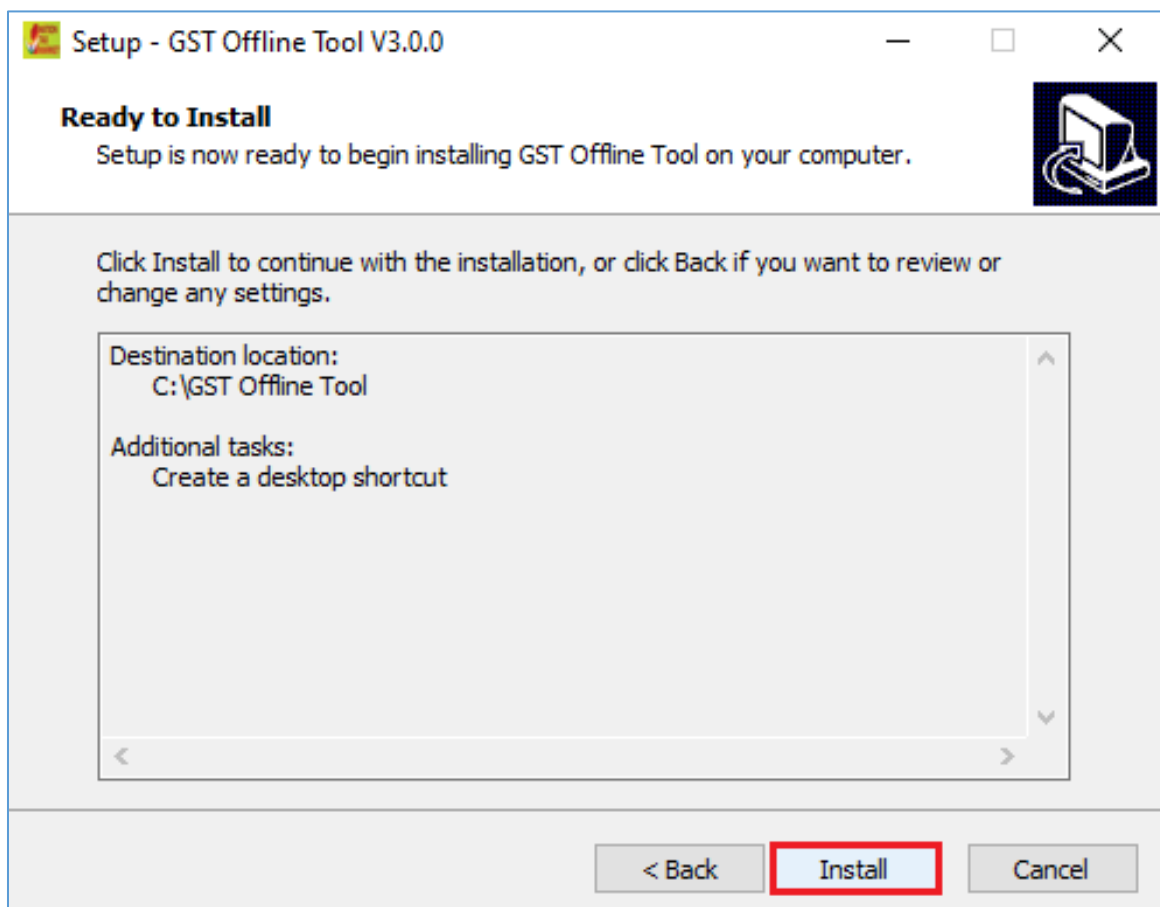 Setup - GST Offline Tool V3.0.0
Ready to Install
Setup is now ready to begin installing GST Offline Tool on your computer.
Click Install to continue with the installation, or click Back if you want to review or
change any settings.
Destination location:
C:\GST Offline Tool
Additional tasks:
Create a desktop shortcut
< Back
Install
Cancel